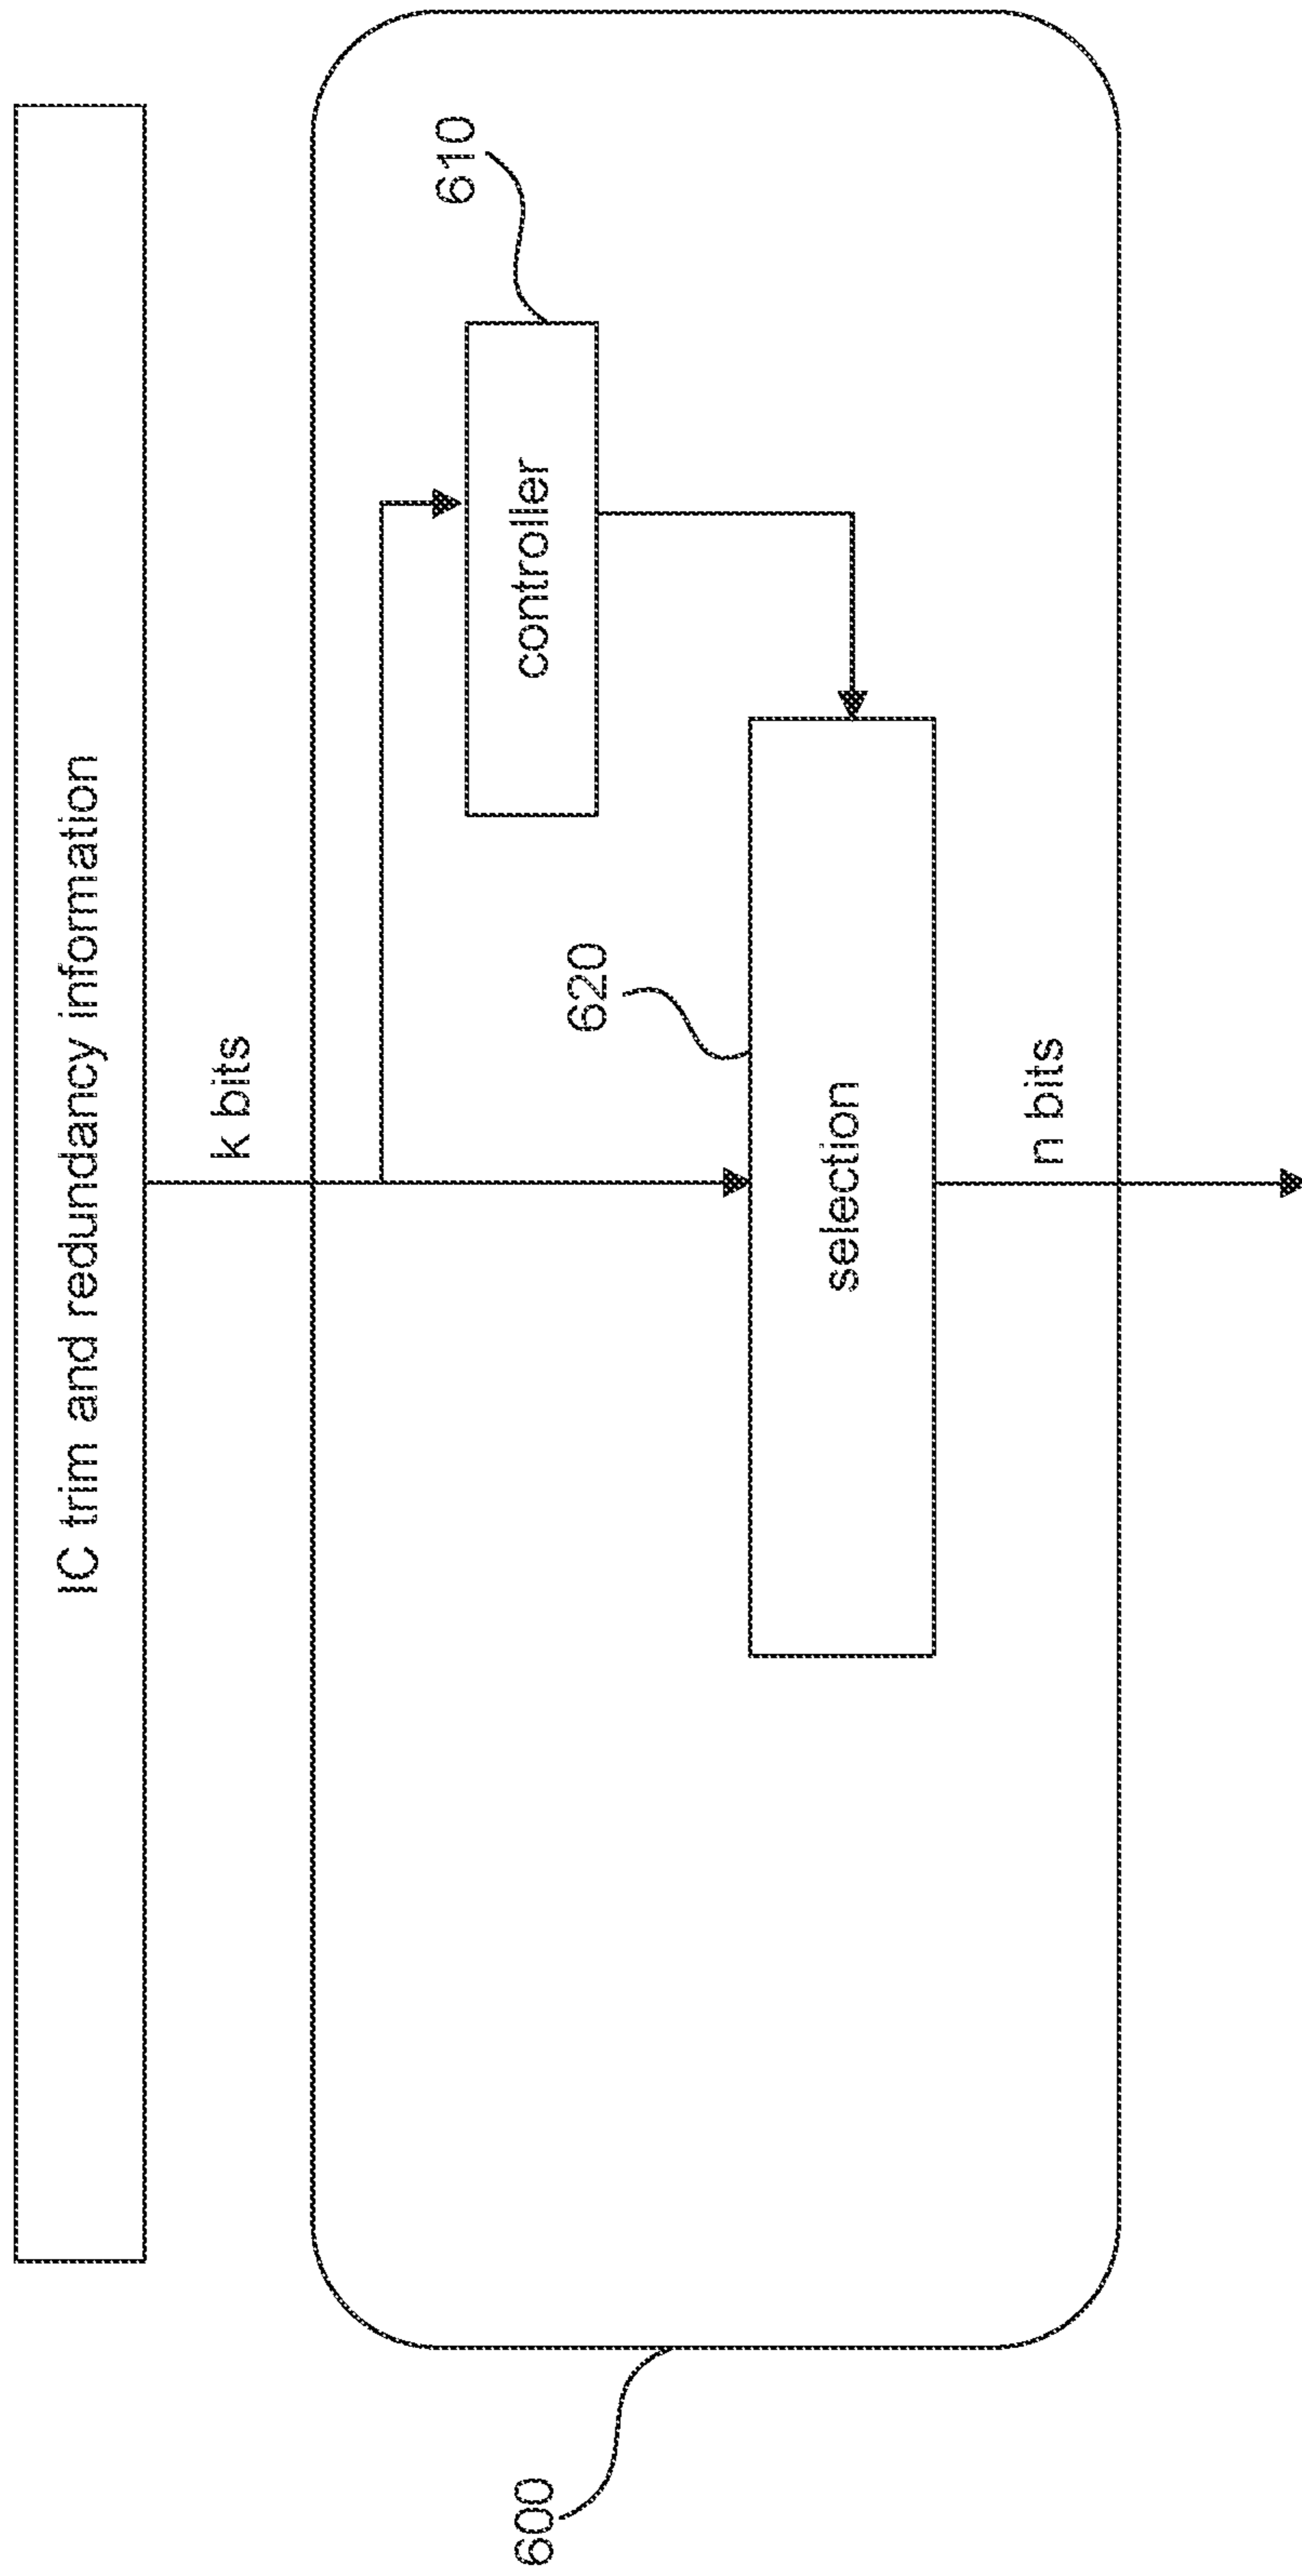 IC trim and redundancy information
k bits
610
controller
620
selection
n bits
600